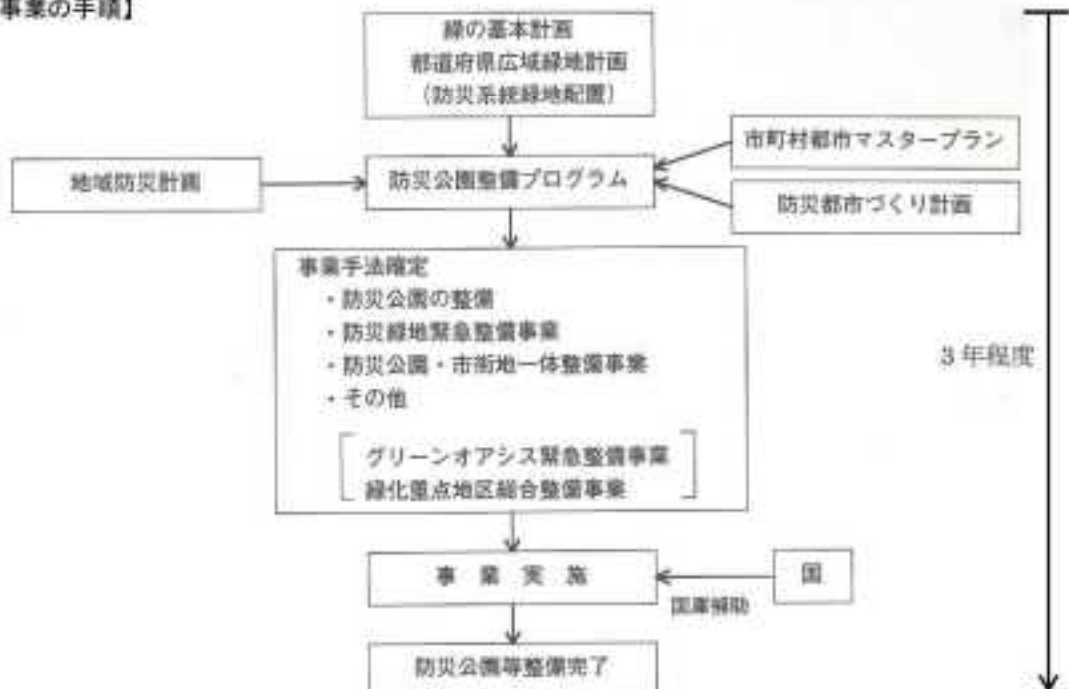 事業の手順】
緑の基本計画
都道府県広域緑地計画
(防災系統緑地配置)
市町村都市マスタープラン
地域防災計画
防災公園整備プログラム
防災都市づくり計画
事業手法確定
・防災公園の整備
・防災緑地緊急整備事業
・防災公園・市街地一体整備事業
・その他
グリーンオアシス緊急整備事業
緑化重点地区総合整備事業
3年程度
事業実施
国
国庫補助
防災公園等整備完了